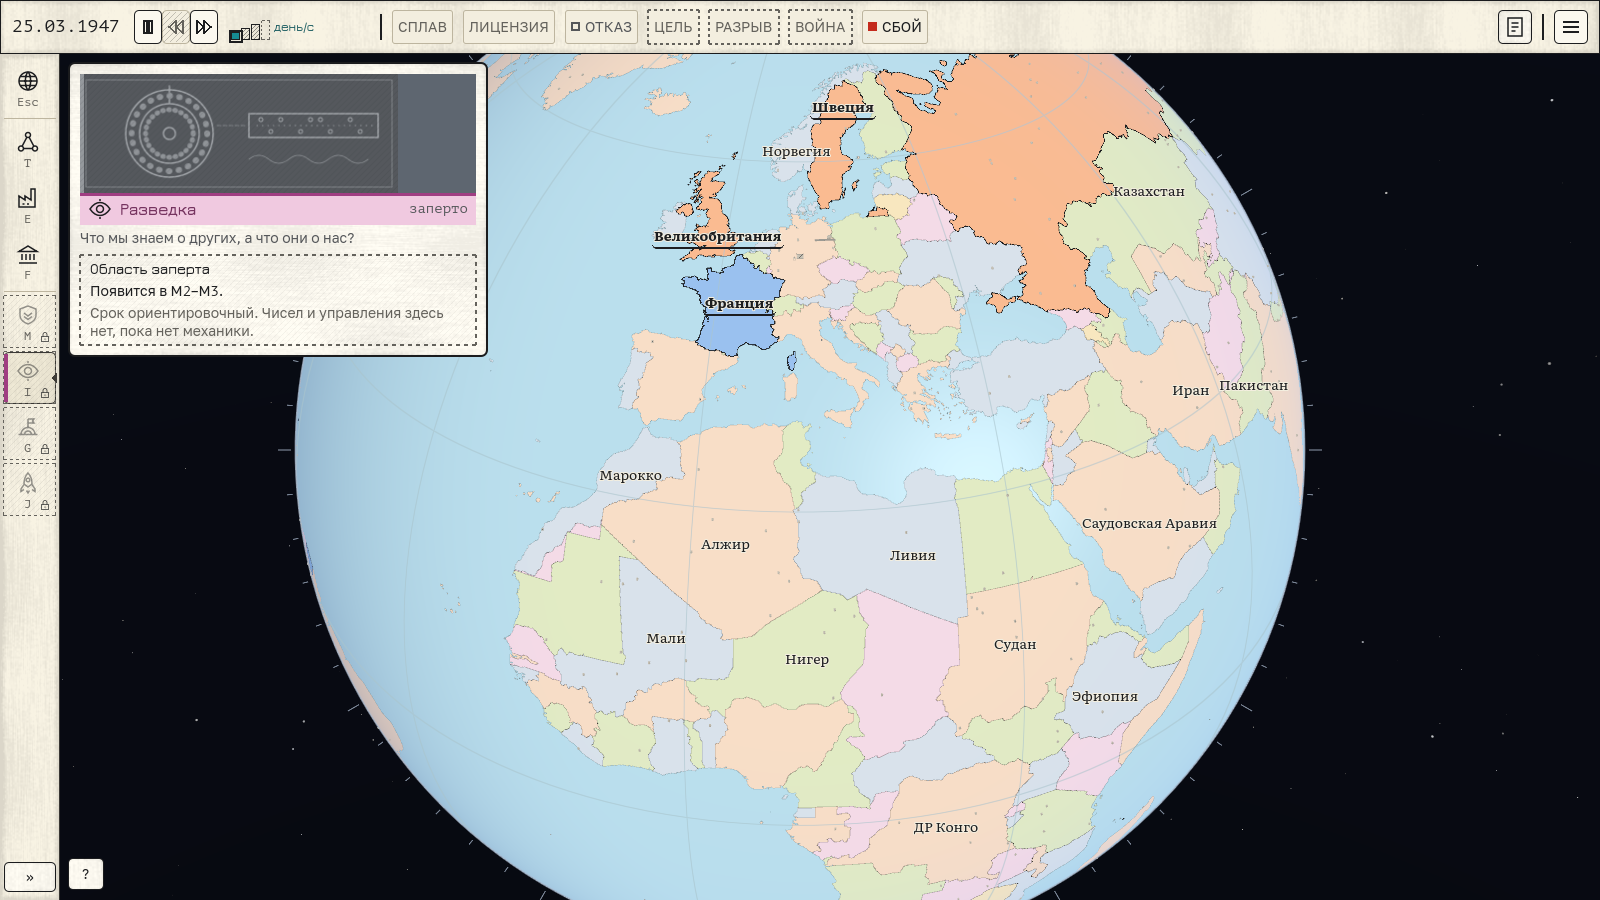 25.03.1947
день/с
СПЛАВ
ЛИЦЕНЗИЯ
ОТКАЗ
ЦЕЛЬ
РАЗРЫВ
ВОЙНА
СБОЙ
Esc
T
E
F
M
I
G
J
»
?
Разведка
заперто
Что мы знаем о других, а что они о нас?
Область заперта
Появится в М2–М3.
Срок ориентировочный. Чисел и управления здесь
нет, пока нет механики.
Швеция
Норвегия
Казахстан
Великобритания
Франция
Иран
Пакистан
Марокко
Саудовская Аравия
Алжир
Ливия
Мали
Нигер
Судан
Эфиопия
ДР Конго